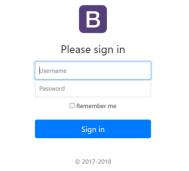 B
Please sign in
Username
Password
Remember me
Sign in
© 2017-2018